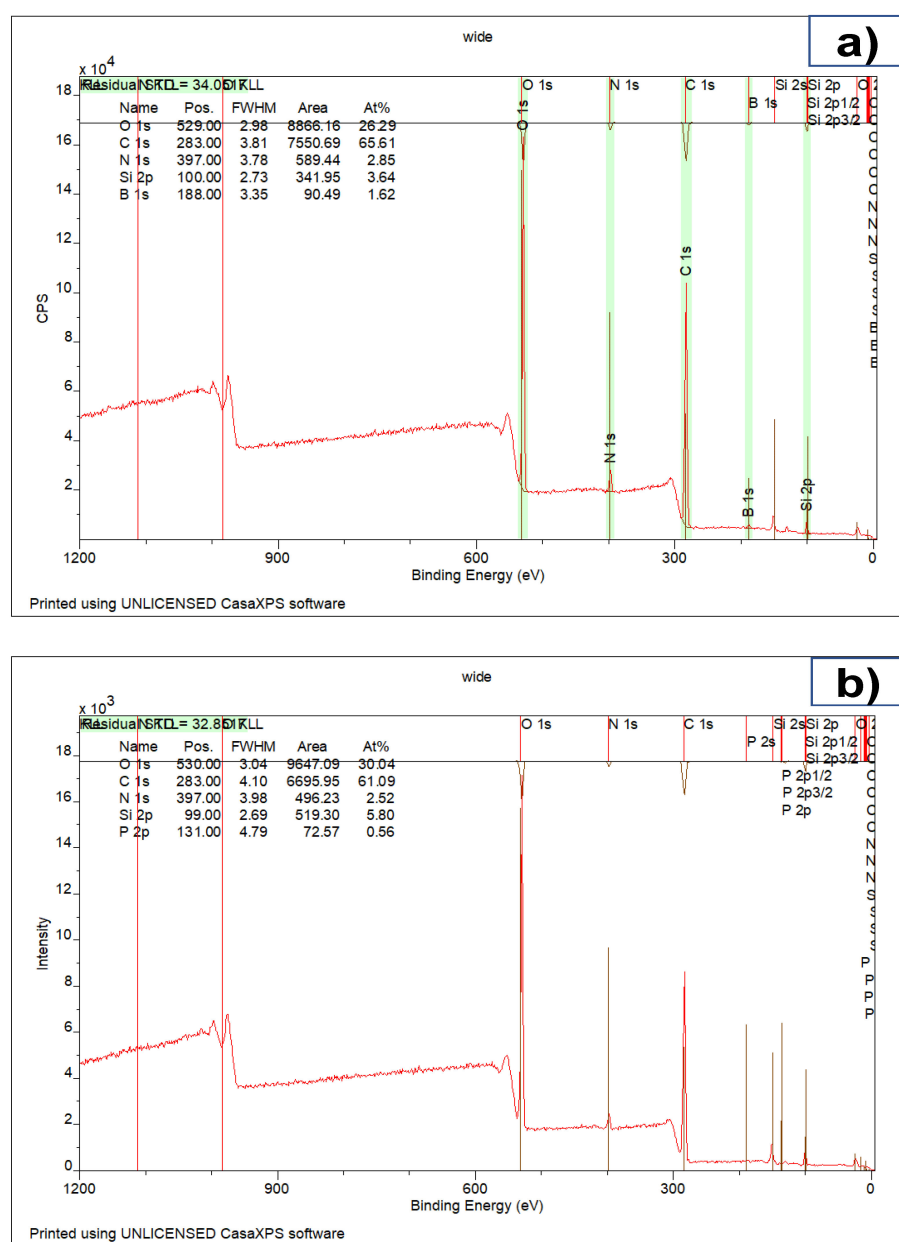 wide
a)
x 10^4
Residual STD = 34.0517
KLL
O 1s N 1s C 1s Si 2s Si 2p O 2
B 1s Si 2p1/2
Si 2p3/2
Name Pos. FWHM Area At%
O 1s 529.00 2.98 8866.16 26.29
C 1s 283.00 3.81 7550.69 65.61
N 1s 397.00 3.78 589.44 2.85
Si 2p 100.00 2.73 341.95 3.64
B 1s 188.00 3.35 90.49 1.62
18
16
14
12
10
8
6
4
2
CPS
O 1s
N 1s
C 1s
B 1s
Si 2p
O
C
C
C
C
N
N
N
S
S
S
S
B
B
B
1200 900 600 300 0
Binding Energy (eV)
Printed using UNLICENSED CasaXPS software
wide
b)
x 10^3
KLL
O 1s N 1s C 1s Si 2s Si 2p O 2
P 2s Si 2p1/2
Si 2p3/2
P 2p1/2
P 2p3/2
P 2p
Name Pos. FWHM Area At%
O 1s 530.00 3.04 9647.09 30.04
C 1s 283.00 4.10 6695.95 61.09
N 1s 397.00 3.98 496.23 2.52
Si 2p 99.00 2.69 519.30 5.80
P 2p 131.00 4.79 72.57 0.56
18
16
14
12
10
8
6
4
2
0
Intensity
N
N
N
S
S
S
S
P
P
P
P
1200 900 600 300 0
Binding Energy (eV)
Printed using UNLICENSED CasaXPS software